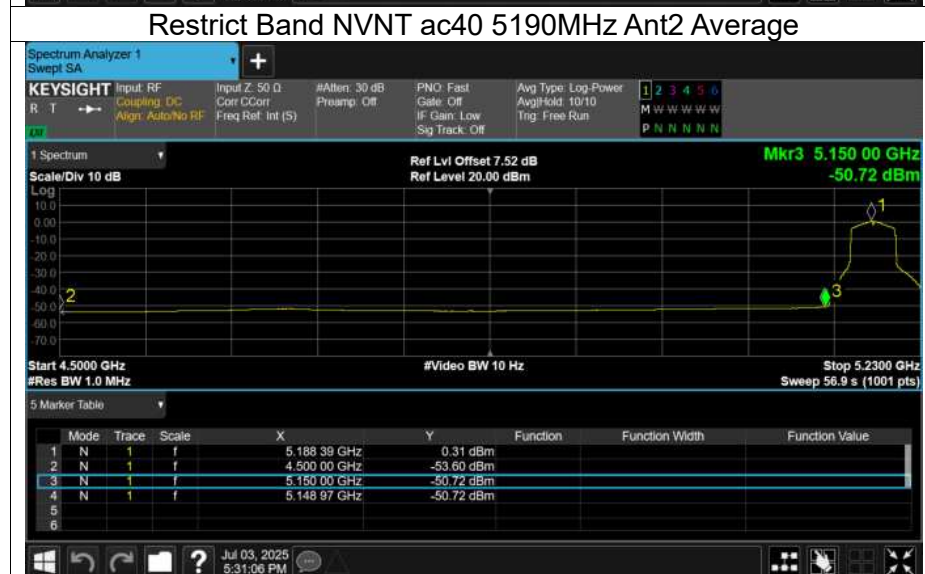 Restrict Band NVNT ac40 5190MHz Ant2 Average
Spectrum Analyzer 1
Swept SA
+
KEYSIGHT
R T
Input: RF
Coupling: DC
Align: Auto/No RF
Input Z: 50 Ω
Corr CCorr
Freq Ref: Int (S)
#Atten: 30 dB
Preamp: Off
PNO: Fast
Gate: Off
IF Gain: Low
Sig Track: Off
Avg Type: Log-Power
Avg|Hold: 10/10
Trig: Free Run
1 2 3 4 5 6
M W W W W W
P N N N N N
1 Spectrum
Scale/Div 10 dB
Ref Lvl Offset 7.52 dB
Ref Level 20.00 dBm
Mkr3 5.150 00 GHz
-50.72 dBm
Log
10.0
0.00
-10.0
-20.0
-30.0
-40.0
-50.0
-60.0
-70.0
1
2
3
Start 4.5000 GHz
#Res BW 1.0 MHz
#Video BW 10 Hz
Stop 5.2300 GHz
Sweep 56.9 s (1001 pts)
5 Marker Table
Mode Trace Scale X Y Function Function Width Function Value
1 N 1 f 5.188 39 GHz 0.31 dBm
2 N 1 f 4.500 00 GHz -53.60 dBm
3 N 1 f 5.150 00 GHz -50.72 dBm
4 N 1 f 5.148 97 GHz -50.72 dBm
5
6
?
Jul 03, 2025
5:31:06 PM